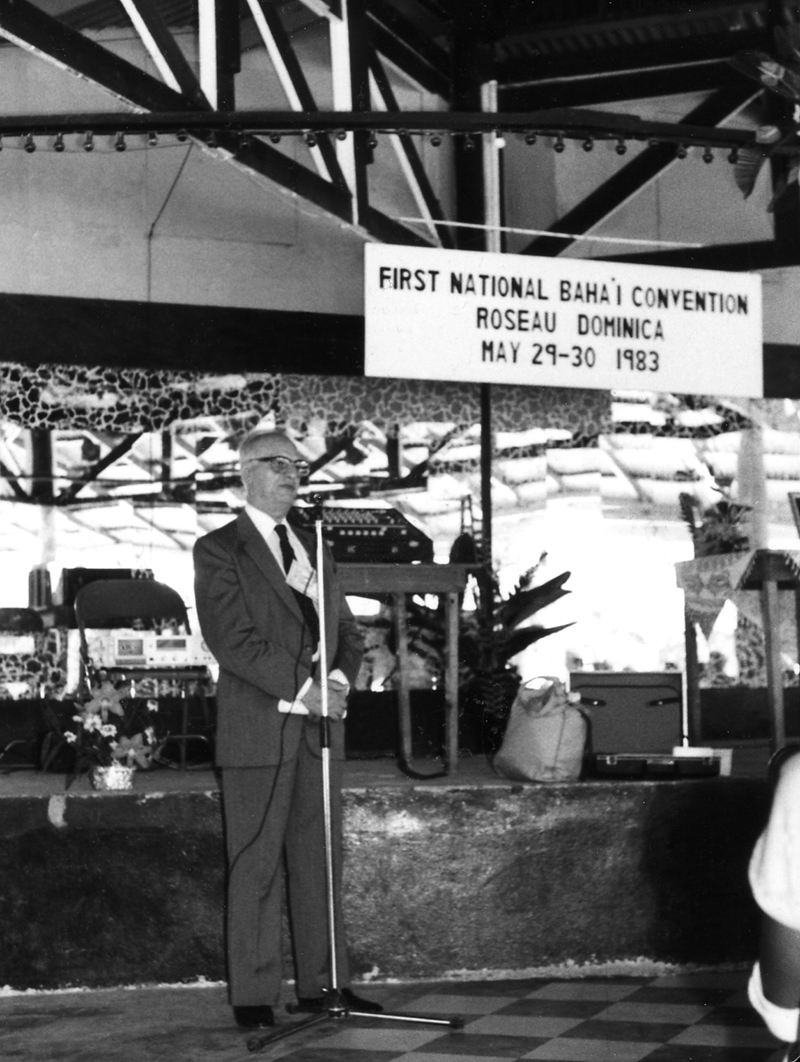 FIRST NATIONAL BAHA'I CONVENTION
ROSEAU DOMINICA
MAY 29-30 1983